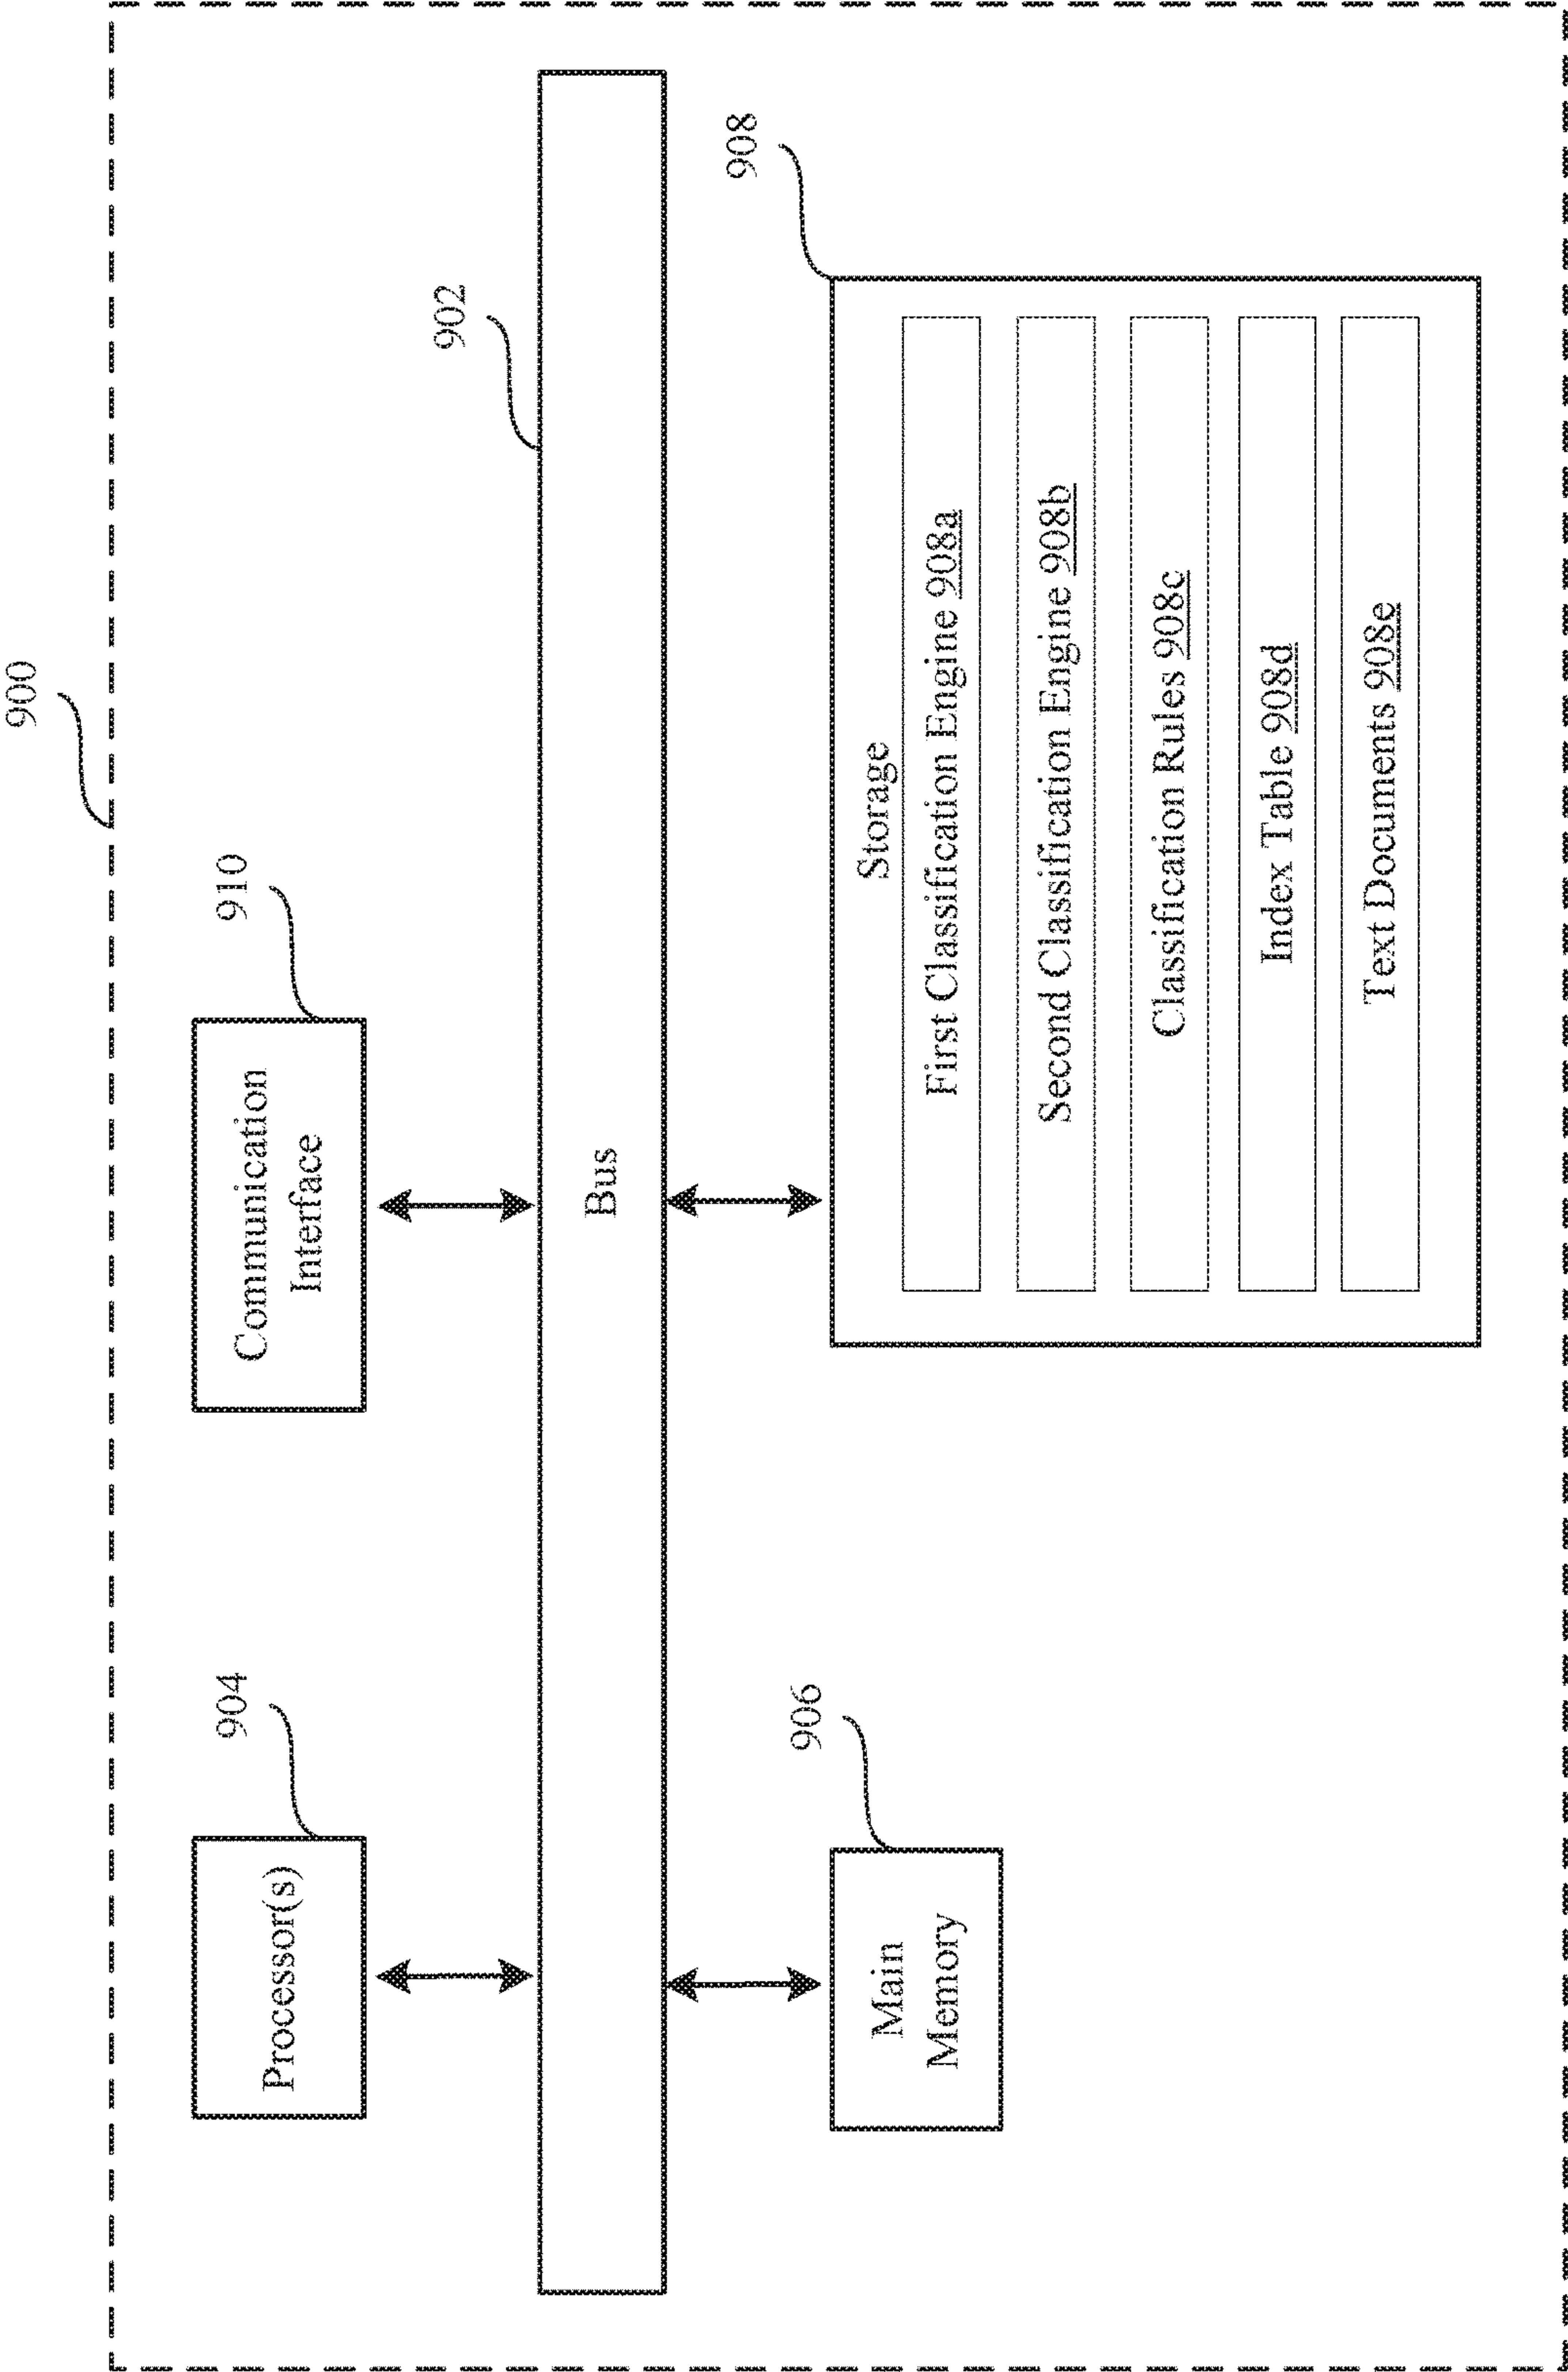 900
904
Processor(s)
910
Communication
Interface
902
Bus
906
Main
Memory
908
Storage
First Classification Engine 908a
Second Classification Engine 908b
Classification Rules 908c
Index Table 908d
Text Documents 908e